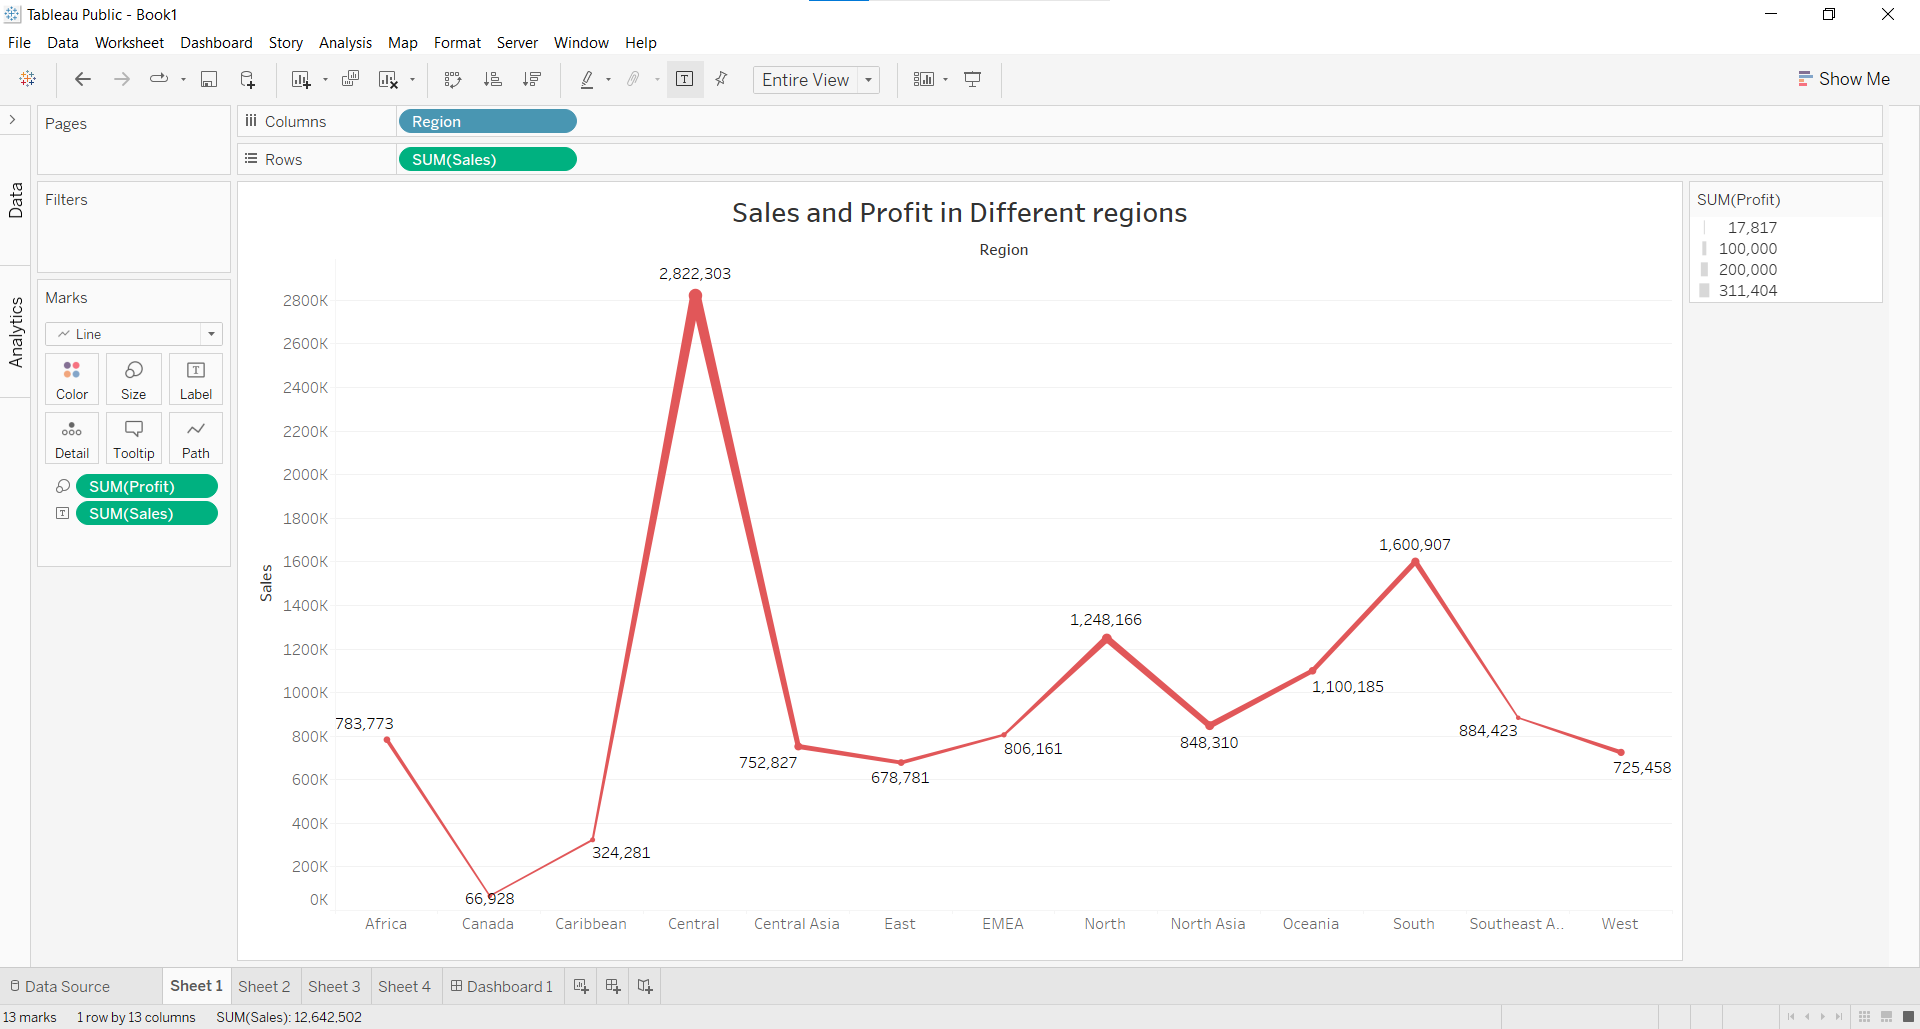 Tableau Public - Book1
File Data Worksheet Dashboard Story Analysis Map Format Server Window Help
Entire View
Show Me
Data
Analytics
Pages
Filters
Marks
Line
Color Size Label
Detail Tooltip Path
SUM(Profit)
SUM(Sales)
Columns Region
Rows SUM(Sales)
Sales and Profit in Different regions
Region
Sales
2800K
2600K
2400K
2200K
2000K
1800K
1600K
1400K
1200K
1000K
800K
600K
400K
200K
0K
783,773
66,928
324,281
2,822,303
752,827
678,781
806,161
1,248,166
848,310
1,100,185
1,600,907
884,423
725,458
Africa Canada Caribbean Central Central Asia East EMEA North North Asia Oceania South Southeast A.. West
SUM(Profit)
17,817
100,000
200,000
311,404
Data Source Sheet 1 Sheet 2 Sheet 3 Sheet 4 Dashboard 1
13 marks 1 row by 13 columns SUM(Sales): 12,642,502